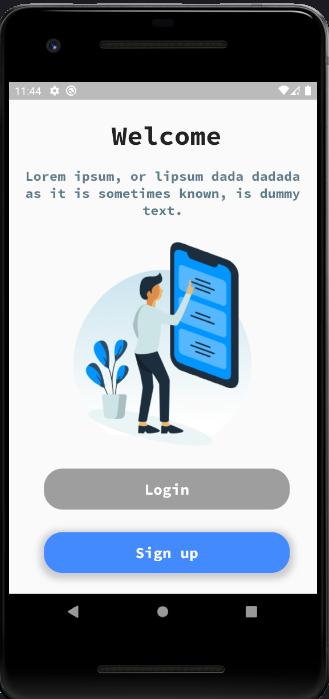 11:44
Welcome
Lorem ipsum, or lipsum dada dadada
as it is sometimes known, is dummy
text.
Login
Sign up